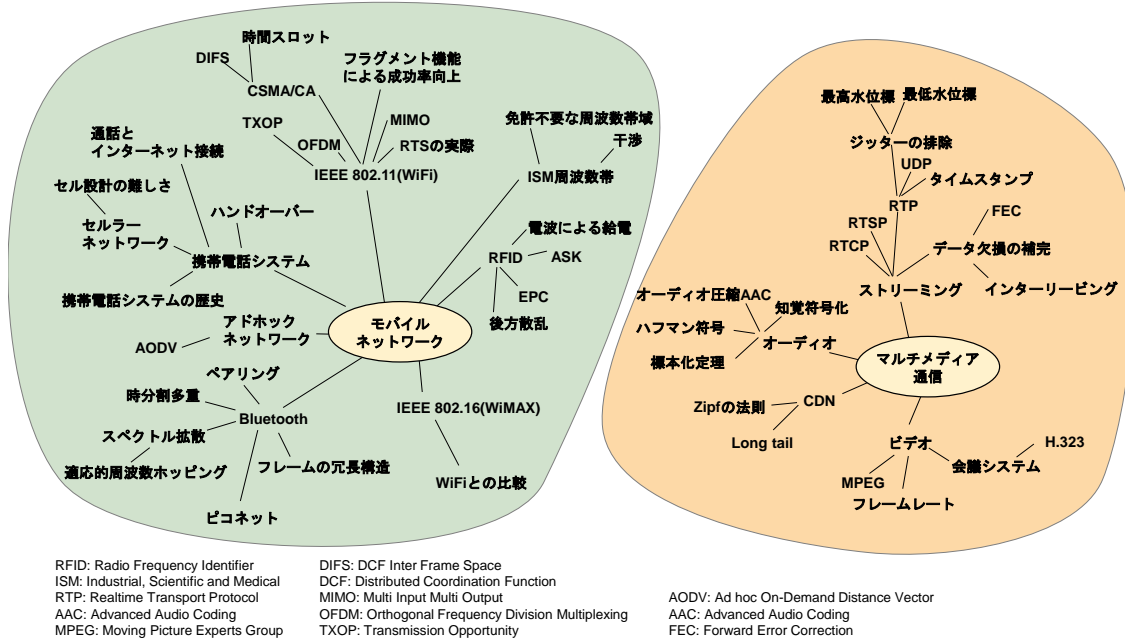 時間スロット
DIFS
CSMA/CA
フラグメント機能
による成功率向上
TXOP
OFDM
MIMO
RTSの実際
IEEE 802.11(WiFi)
免許不要な周波数帯域
干渉
ISM周波数帯
通話と
インターネット接続
セル設計の難しさ
セルラー
ネットワーク
ハンドオーバー
携帯電話システム
携帯電話システムの歴史
電波による給電
RFID
ASK
EPC
後方散乱
アドホック
ネットワーク
AODV
モバイル
ネットワーク
ペアリング
時分割多重
Bluetooth
スペクトル拡散
適応的周波数ホッピング
フレームの冗長構造
ピコネット
IEEE 802.16(WiMAX)
WiFiとの比較
最高水位標
最低水位標
ジッターの排除
UDP
タイムスタンプ
RTP
RTSP
RTCP
FEC
データ欠損の補完
インターリービング
ストリーミング
オーディオ圧縮AAC
知覚符号化
ハフマン符号
オーディオ
標本化定理
マルチメディア
通信
CDN
Zipfの法則
Long tail
ビデオ
H.323
会議システム
MPEG
フレームレート
RFID: Radio Frequency Identifier
ISM: Industrial, Scientific and Medical
RTP: Realtime Transport Protocol
AAC: Advanced Audio Coding
MPEG: Moving Picture Experts Group
DIFS: DCF Inter Frame Space
DCF: Distributed Coordination Function
MIMO: Multi Input Multi Output
OFDM: Orthogonal Frequency Division Multiplexing
TXOP: Transmission Opportunity
AODV: Ad hoc On-Demand Distance Vector
AAC: Advanced Audio Coding
FEC: Forward Error Correction